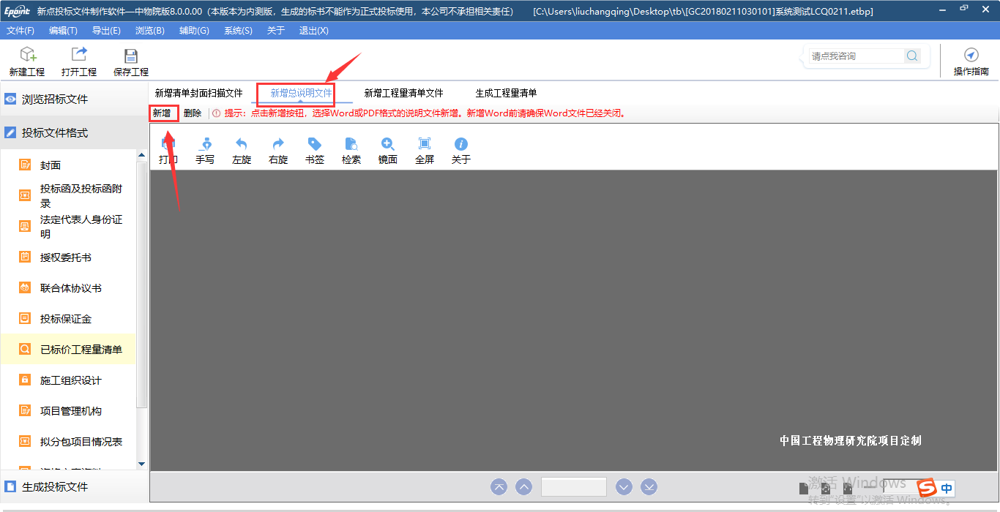 Epoint 新点投标文件制作软件—中物院版8.0.0.00（本版本为内测版，生成的标书不能作为正式投标使用，本公司不承担相关责任） [C:\Users\liuchangqing\Desktop\tb\[GC20180211030101]系统测试LCQ0211.etbp]
文件(F) 编辑(T) 导出(E) 浏览(B) 辅助(G) 系统(S) 关于 退出(X)
新建工程 打开工程 保存工程 请点我咨询 操作指南
浏览招标文件
投标文件格式
封面
投标函及投标函附
录
法定代表人身份证
明
授权委托书
联合体协议书
投标保证金
已标价工程量清单
施工组织设计
项目管理机构
拟分包项目情况表
生成投标文件
新增清单封面扫描文件 新增总说明文件 新增工程量清单文件 生成工程量清单
新增 删除 提示：点击新增按钮，选择Word或PDF格式的说明文件新增。新增Word前请确保Word文件已经关闭。
打印 手写 左旋 右旋 书签 检索 镜面 全屏 关于
中国工程物理研究院项目定制
激活 Windows
转到"设置"以激活 Windows。
中